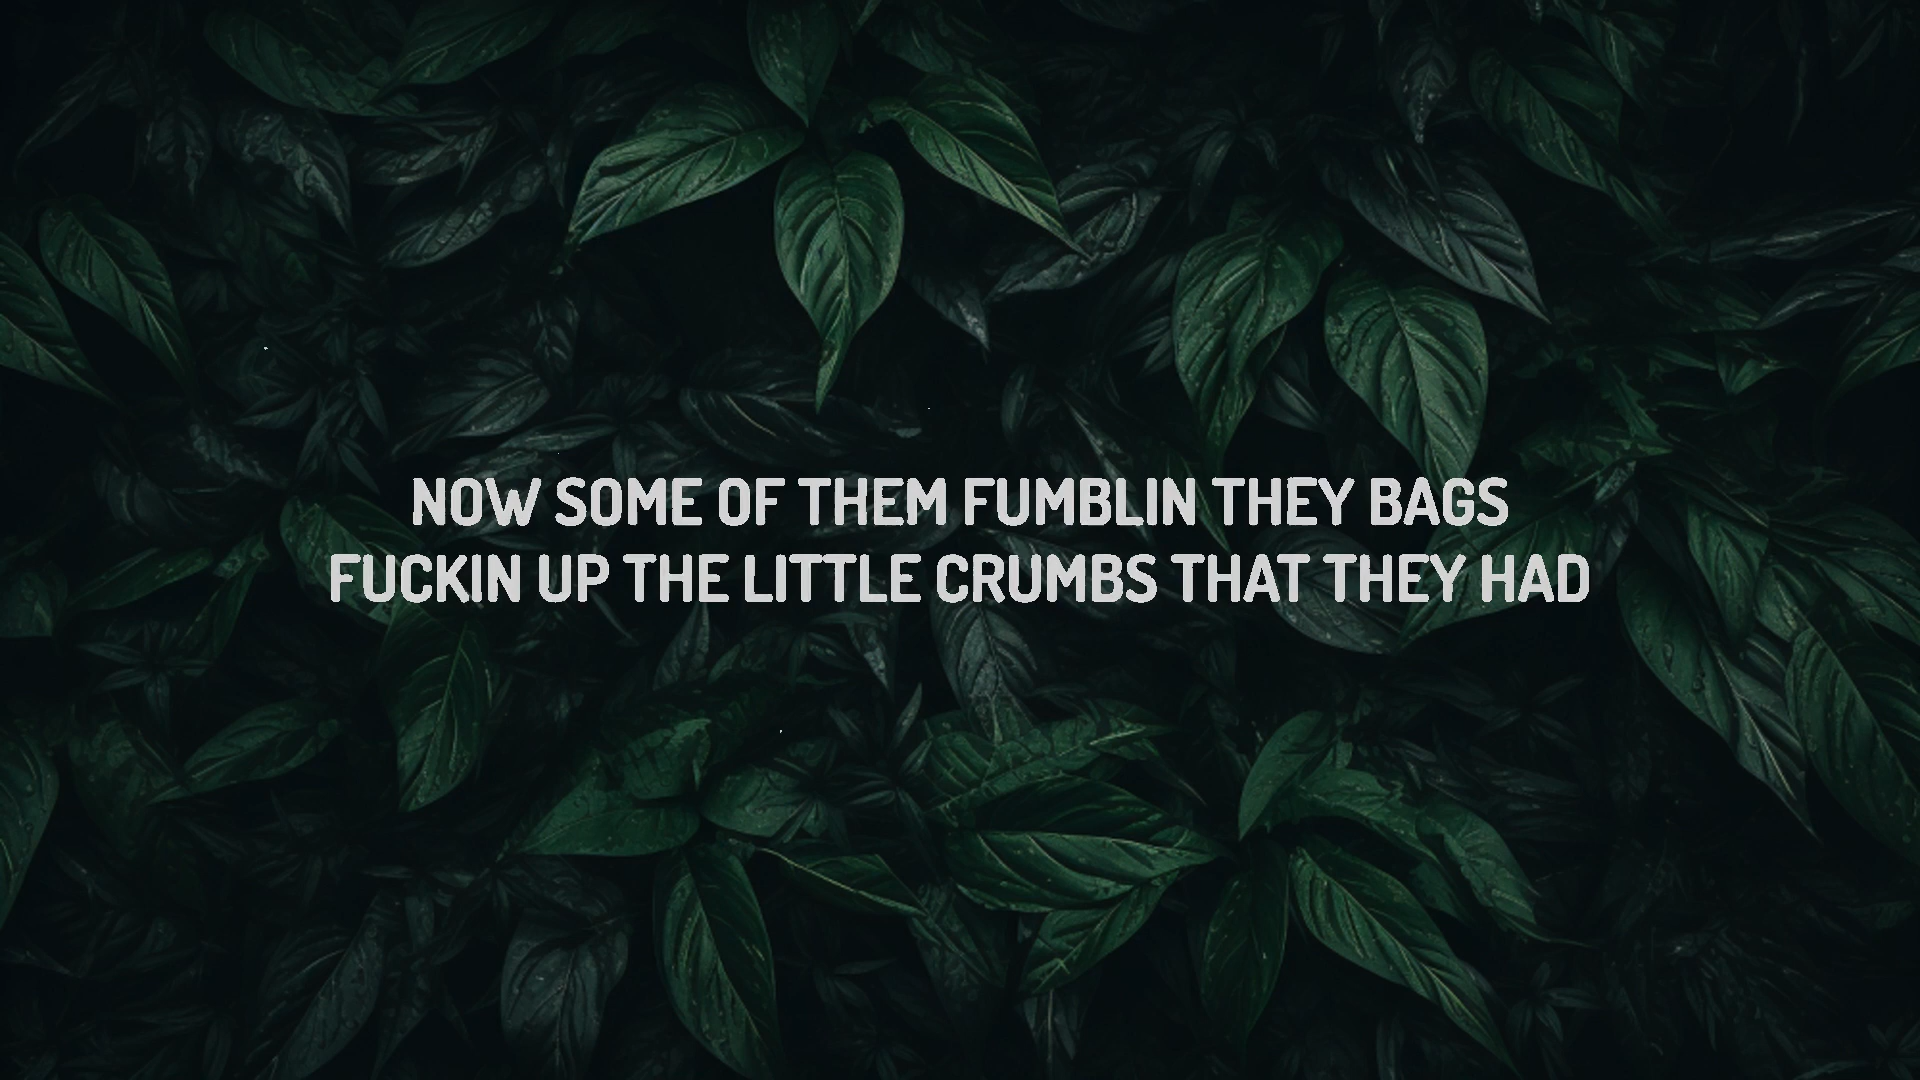 NOW SOME OF THEM FUMBLIN THEY BAGS
FUCKIN UP THE LITTLE CRUMBS THAT THEY HAD